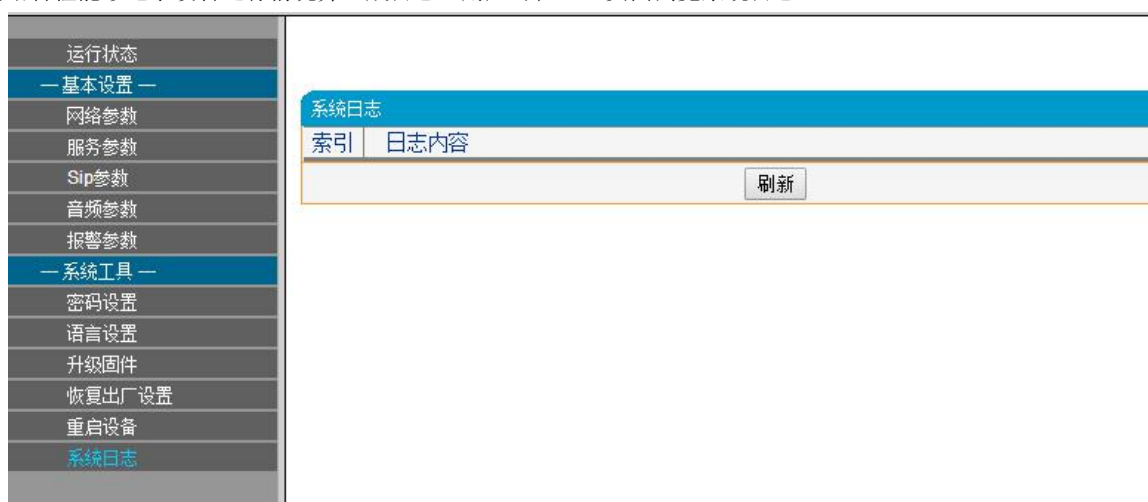 运行状态
— 基本设置 —
网络参数
服务参数
Sip参数
音频参数
报警参数
— 系统工具 —
密码设置
语言设置
升级固件
恢复出厂设置
重启设备
系统日志
系统日志
索引 日志内容
刷新